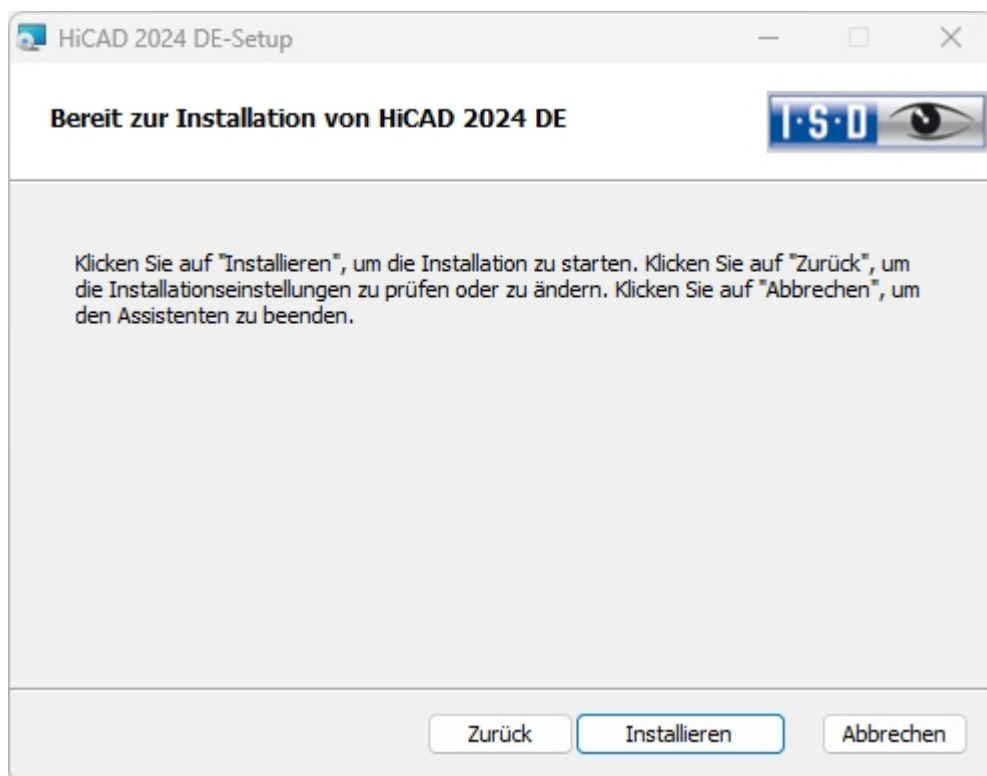 HiCAD 2024 DE-Setup
Bereit zur Installation von HiCAD 2024 DE
I·S·D
Klicken Sie auf "Installieren", um die Installation zu starten. Klicken Sie auf "Zurück", um
die Installationseinstellungen zu prüfen oder zu ändern. Klicken Sie auf "Abbrechen", um
den Assistenten zu beenden.
Zurück
Installieren
Abbrechen